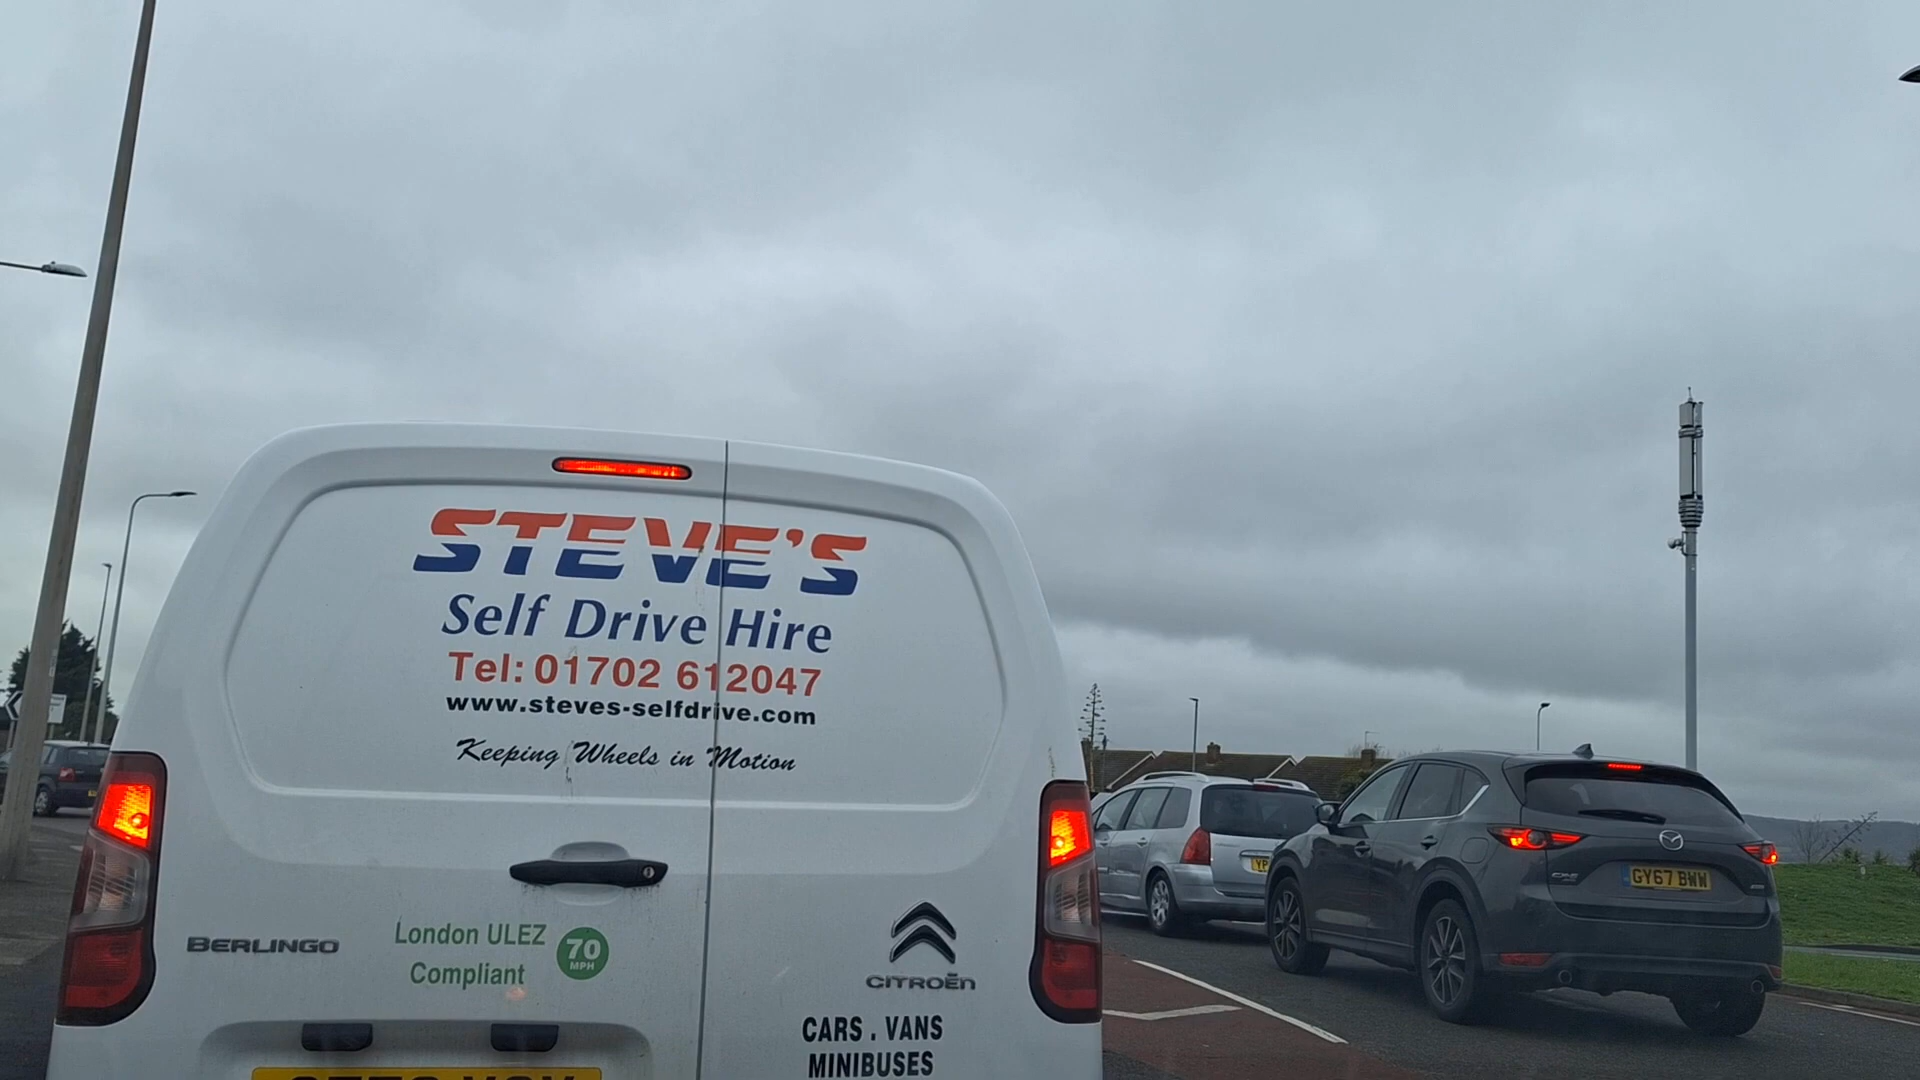 STEVE'S
Self Drive Hire
Tel: 01702 612047
www.steves-selfdrive.com
Keeping Wheels in Motion
BERLINGO
London ULEZ
Compliant
70
MPH
CITROËN
CARS . VANS
MINIBUSES
GY67 BWW
YP